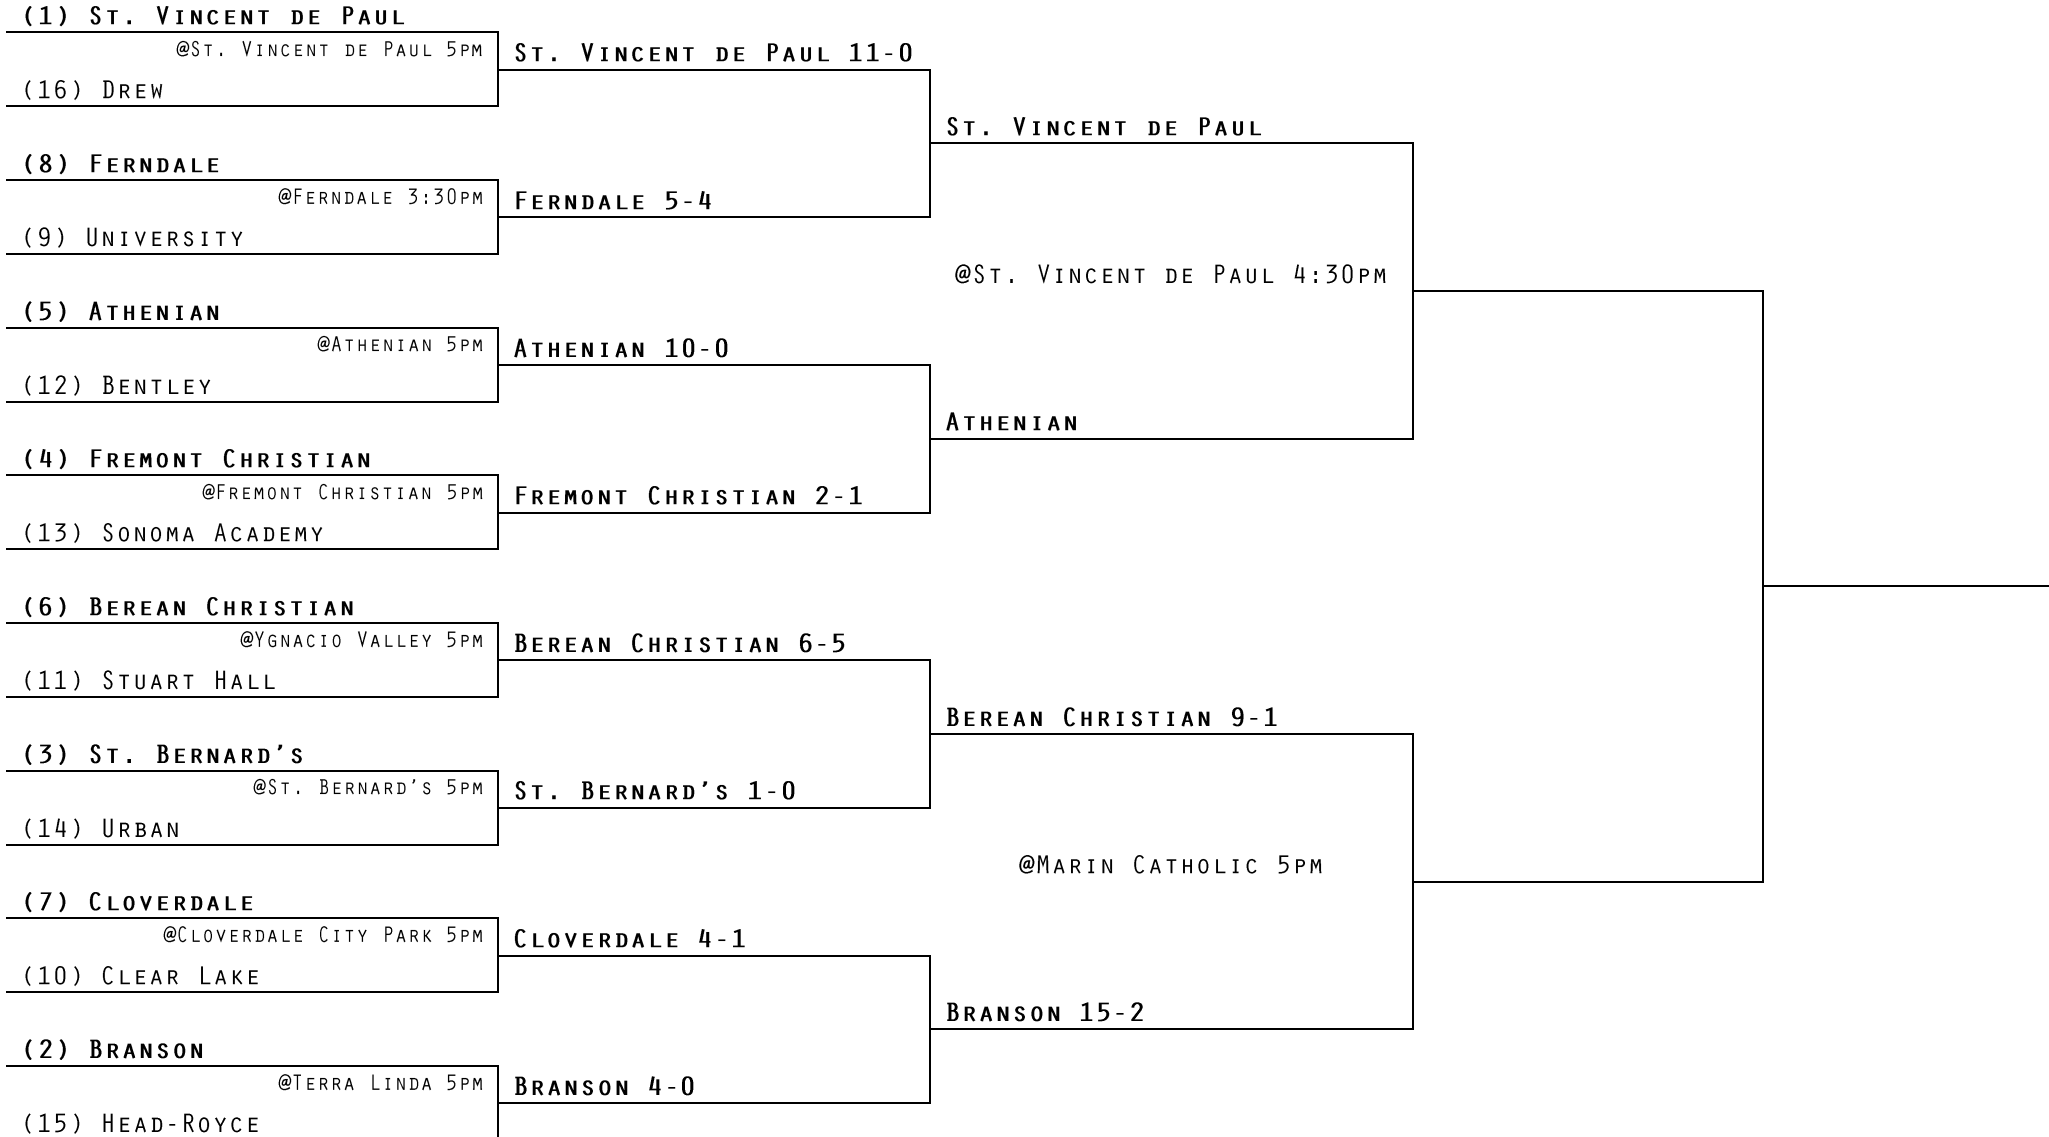 (1) St. Vincent de Paul
@St. Vincent de Paul 5pm
(16) Drew
(8) Ferndale
@Ferndale 3:30pm
(9) University
(5) Athenian
@Athenian 5pm
(12) Bentley
(4) Fremont Christian
@Fremont Christian 5pm
(13) Sonoma Academy
(6) Berean Christian
@Ygnacio Valley 5pm
(11) Stuart Hall
(3) St. Bernard's
@St. Bernard's 5pm
(14) Urban
(7) Cloverdale
@Cloverdale City Park 5pm
(10) Clear Lake
(2) Branson
@Terra Linda 5pm
(15) Head-Royce
St. Vincent de Paul 11-0
Ferndale 5-4
Athenian 10-0
Fremont Christian 2-1
Berean Christian 6-5
St. Bernard's 1-0
Cloverdale 4-1
Branson 4-0
St. Vincent de Paul
@St. Vincent de Paul 4:30pm
Athenian
Berean Christian 9-1
@Marin Catholic 5pm
Branson 15-2